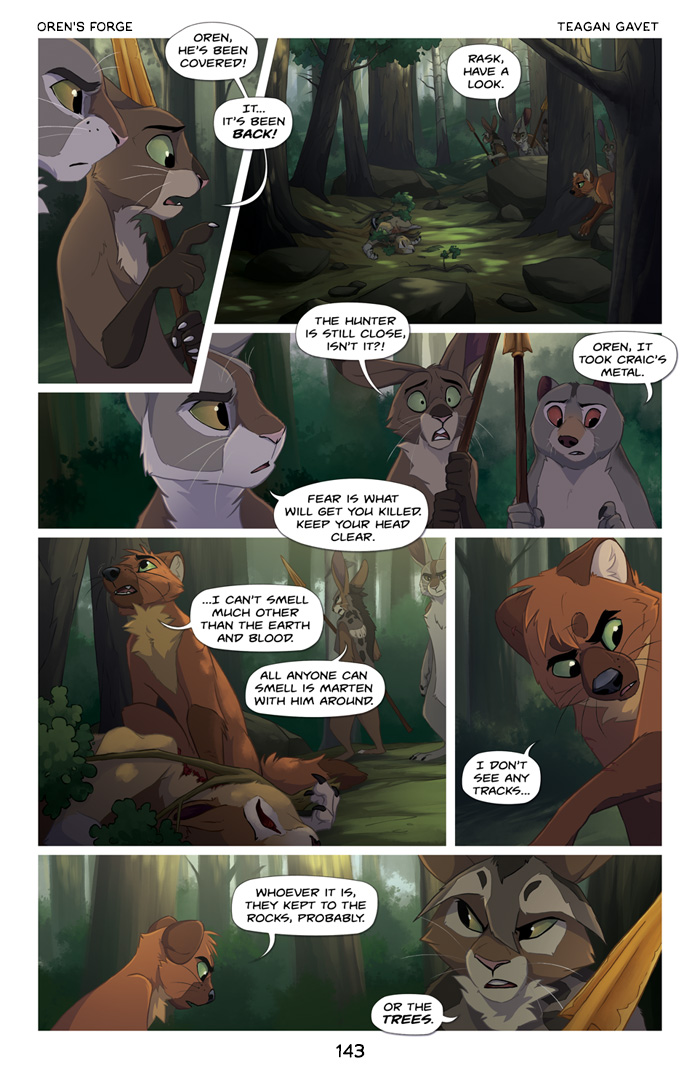 OREN'S FORGE
TEAGAN GAVET
OREN,
HE'S BEEN
COVERED!
IT...
IT'S BEEN
BACK!
RASK,
HAVE A
LOOK.
THE HUNTER
IS STILL CLOSE,
ISN'T IT?!
OREN, IT
TOOK CRAIC'S
METAL.
FEAR IS WHAT
WILL GET YOU KILLED.
KEEP YOUR HEAD
CLEAR.
...I CAN'T SMELL
MUCH OTHER
THAN THE EARTH
AND BLOOD.
ALL ANYONE CAN
SMELL IS MARTEN
WITH HIM AROUND.
I DON'T
SEE ANY
TRACKS...
WHOEVER IT IS,
THEY KEPT TO THE
ROCKS, PROBABLY.
OR THE
TREES.
143